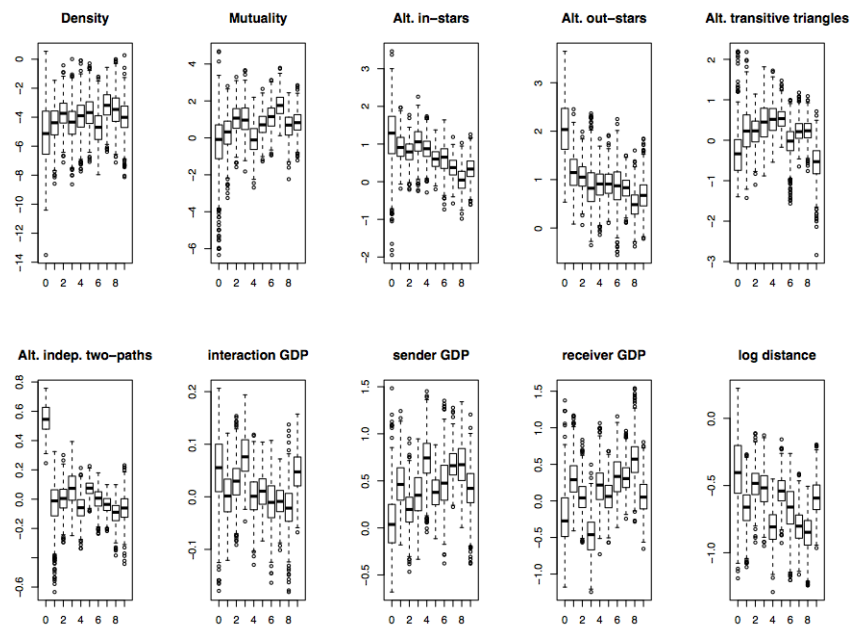 Density Mutuality Alt. in−stars Alt. out−stars Alt. transitive triangles
0 −2 −4 −6 −8 −10 −12 −14
0 2 4 6 8
4 2 0 −2 −4 −6
0 2 4 6 8
3 2 1 0 −1 −2
0 2 4 6 8
3 2 1 0
0 2 4 6 8
2 1 0 −1 −2 −3
0 2 4 6 8
Alt. indep. two−paths interaction GDP sender GDP receiver GDP log distance
0.8 0.6 0.4 0.2 −0.2 −0.6
0 2 4 6 8
0.2 0.1 0.0 −0.1
0 2 4 6 8
1.5 1.0 0.5 0.0 −0.5
0 2 4 6 8
1.5 1.0 0.5 0.0 −0.5 −1.0
0 2 4 6 8
0.0 −0.5 −1.0
0 2 4 6 8